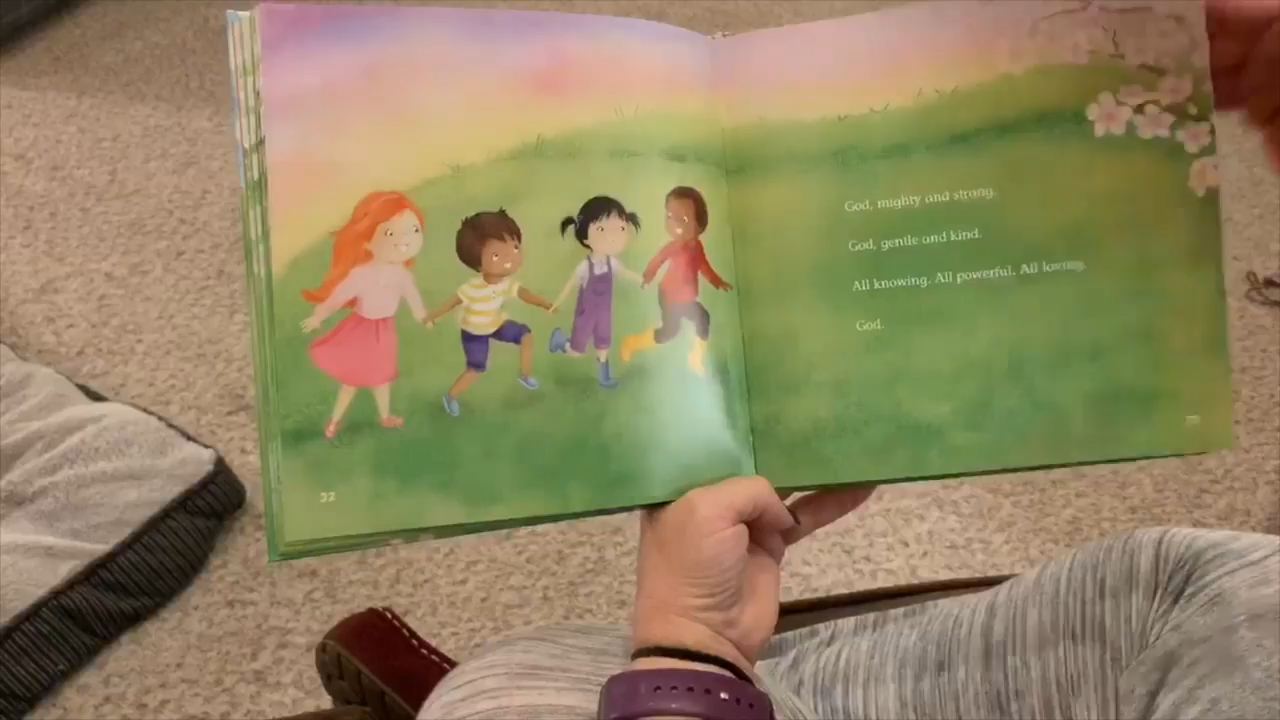 God, mighty and strong.
God, gentle and kind.
All knowing. All powerful. All loving.
God.
32